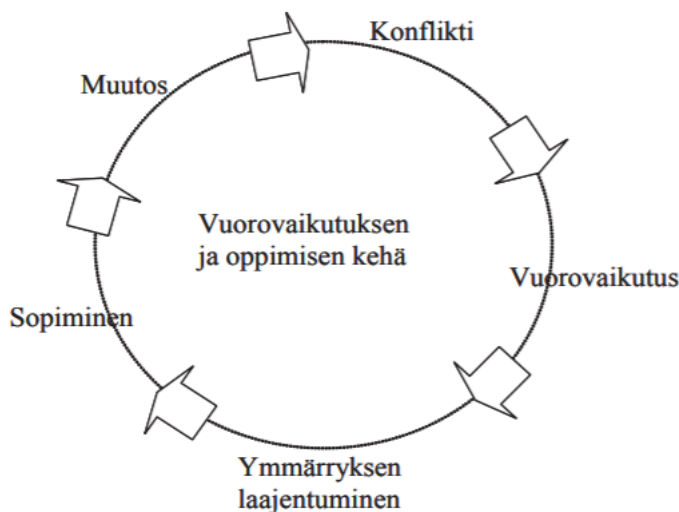 Konflikti
Muutos
Vuorovaikutuksen
ja oppimisen kehä
Vuorovaikutus
Sopiminen
Ymmärryksen
laajentuminen